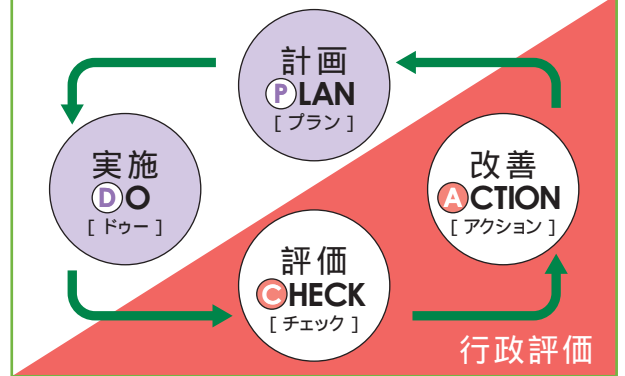 計画
PLAN
[ プラン ]
実施
DO
[ ドゥー ]
評価
CHECK
[ チェック ]
改善
ACTION
[ アクション ]
行政評価